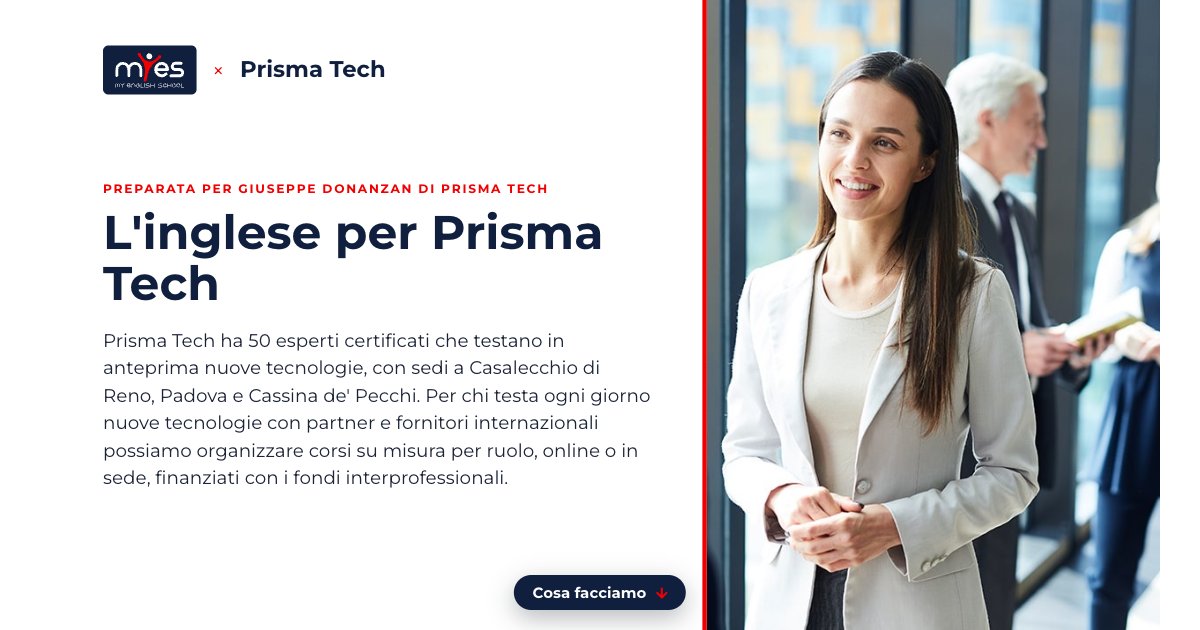 myes
MY ENGLISH SCHOOL
× Prisma Tech
PREPARATA PER GIUSEPPE DONANZAN DI PRISMA TECH
L'inglese per Prisma
Tech
Prisma Tech ha 50 esperti certificati che testano in
anteprima nuove tecnologie, con sedi a Casalecchio di
Reno, Padova e Cassina de' Pecchi. Per chi testa ogni giorno
nuove tecnologie con partner e fornitori internazionali
possiamo organizzare corsi su misura per ruolo, online o in
sede, finanziati con i fondi interprofessionali.
Cosa facciamo ↓